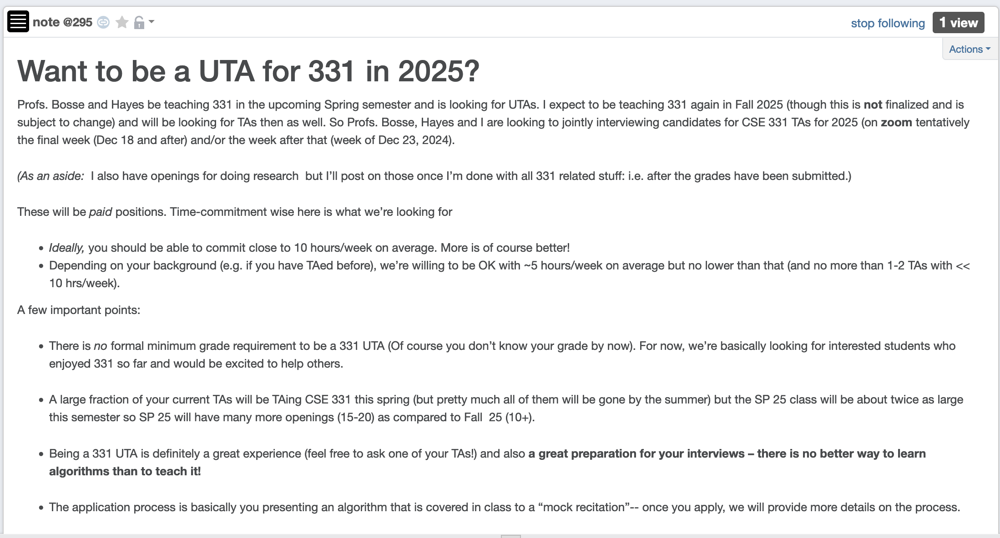 note @295
stop following
1 view
Actions
Want to be a UTA for 331 in 2025?
Profs. Bosse and Hayes be teaching 331 in the upcoming Spring semester and is looking for UTAs. I expect to be teaching 331 again in Fall 2025 (though this is not finalized and is
subject to change) and will be looking for TAs then as well. So Profs. Bosse, Hayes and I are looking to jointly interviewing candidates for CSE 331 TAs for 2025 (on zoom tentatively
the final week (Dec 18 and after) and/or the week after that (week of Dec 23, 2024).
(As an aside:  I also have openings for doing research  but I’ll post on those once I’m done with all 331 related stuff: i.e. after the grades have been submitted.)
These will be paid positions. Time-commitment wise here is what we’re looking for
• Ideally, you should be able to commit close to 10 hours/week on average. More is of course better!
• Depending on your background (e.g. if you have TAed before), we’re willing to be OK with ~5 hours/week on average but no lower than that (and no more than 1-2 TAs with <<
10 hrs/week).
A few important points:
• There is no formal minimum grade requirement to be a 331 UTA (Of course you don’t know your grade by now). For now, we’re basically looking for interested students who
enjoyed 331 so far and would be excited to help others.
• A large fraction of your current TAs will be TAing CSE 331 this spring (but pretty much all of them will be gone by the summer) but the SP 25 class will be about twice as large
this semester so SP 25 will have many more openings (15-20) as compared to Fall  25 (10+).
• Being a 331 UTA is definitely a great experience (feel free to ask one of your TAs!) and also a great preparation for your interviews – there is no better way to learn
algorithms than to teach it!
• The application process is basically you presenting an algorithm that is covered in class to a “mock recitation”-- once you apply, we will provide more details on the process.